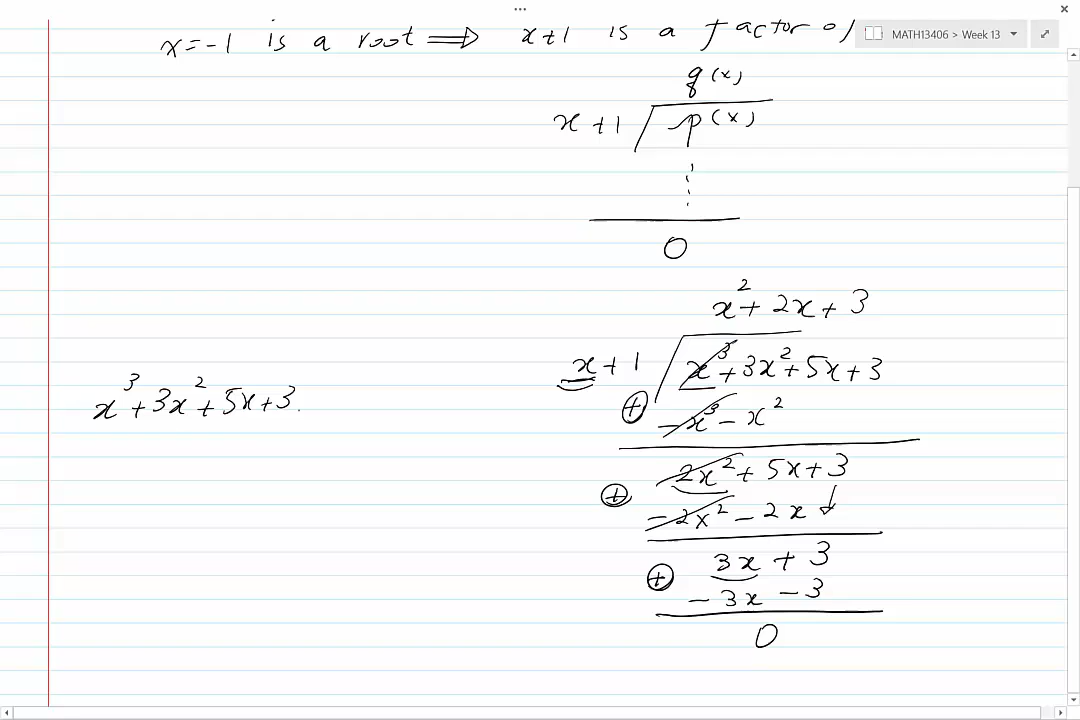 x = -1 is a root ⟹ x+1 is a factor of
MATH13406 > Week 13
q(x)
x+1 p(x)
0
x² + 2x + 3
x+1 x³+3x²+5x+3
x³+3x²+5x+3.
⊕ -x³ - x²
2x² + 5x + 3
⊕ -2x² - 2x ↓
3x + 3
⊕ - 3x - 3
0